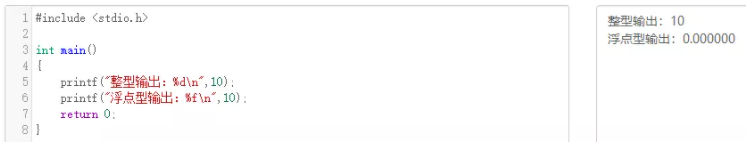 1 #include <stdio.h>
2
3 int main()
4 {
5 printf("整型输出：%d\n",10);
6 printf("浮点型输出：%f\n",10);
7 return 0;
8 }
整型输出：10
浮点型输出：0.000000